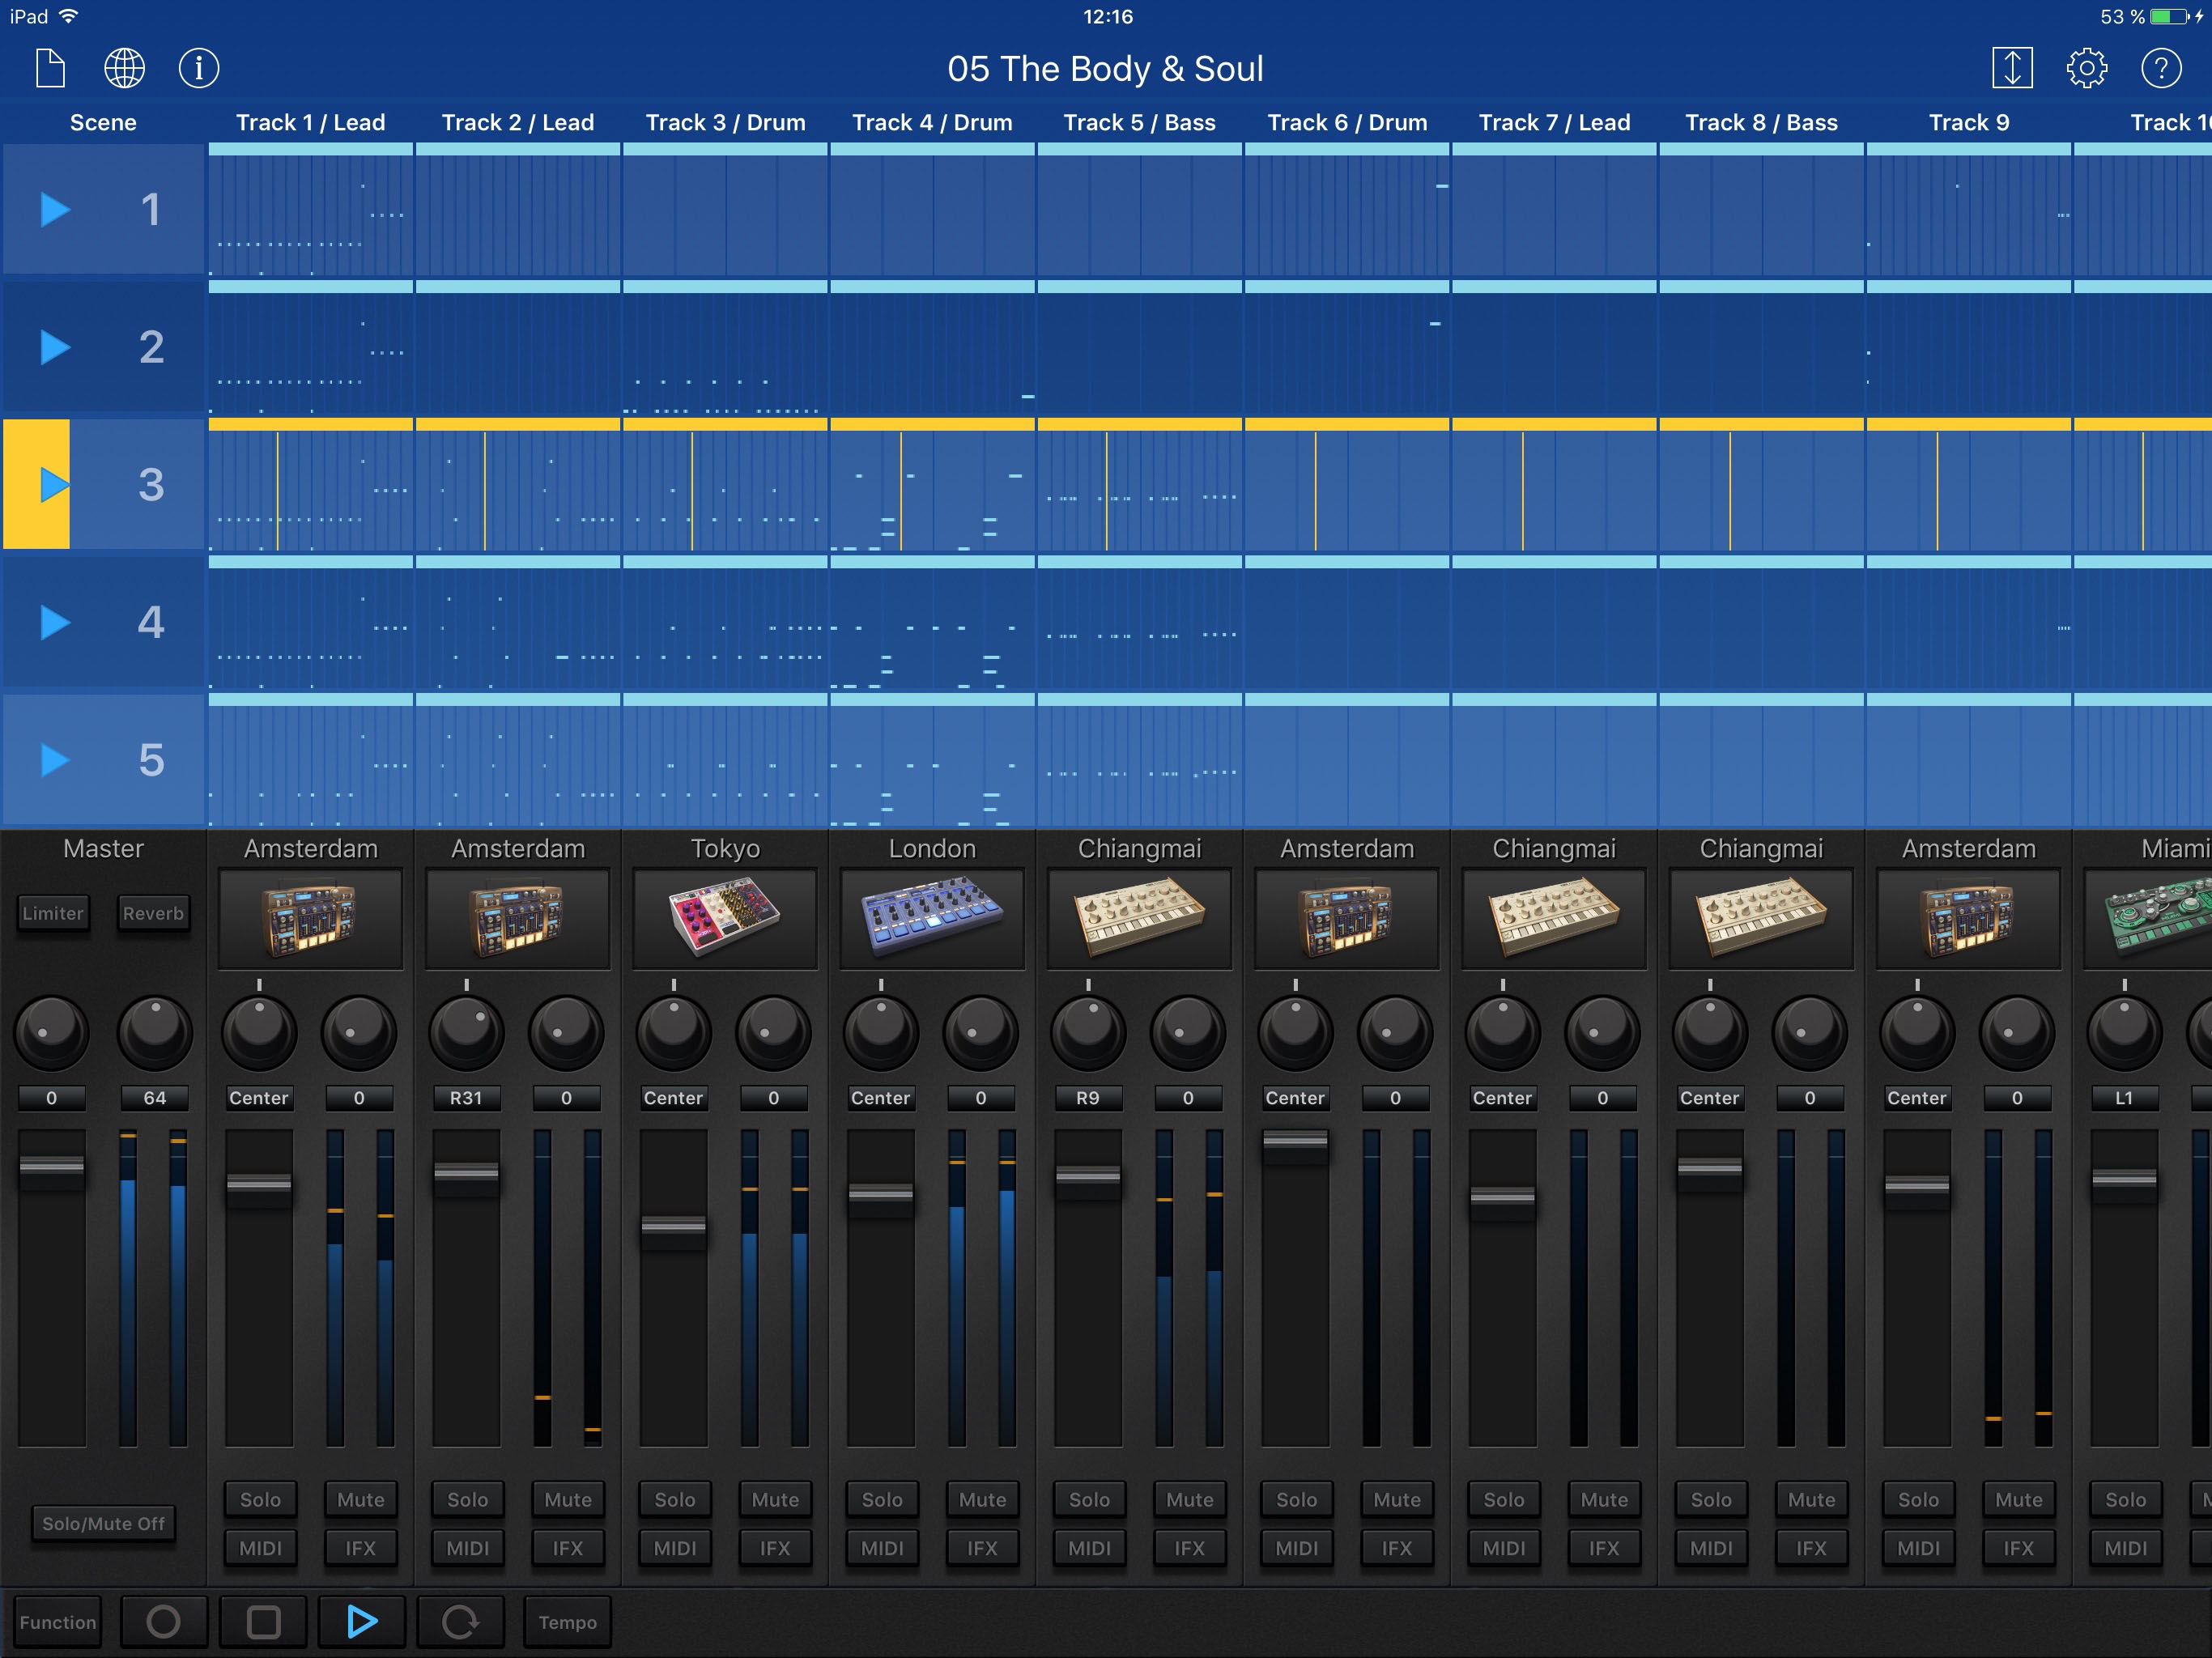 iPad 12:16 53 %
05 The Body & Soul
Scene Track 1 / Lead Track 2 / Lead Track 3 / Drum Track 4 / Drum Track 5 / Bass Track 6 / Drum Track 7 / Lead Track 8 / Bass Track 9 Track 10
1
2
3
4
5
Master Amsterdam Amsterdam Tokyo London Chiangmai Amsterdam Chiangmai Chiangmai Amsterdam Miami
Limiter Reverb
0 64 Center 0 R31 0 Center 0 Center 0 R9 0 Center 0 Center 0 Center 0 Center 0 L1
Solo Mute Solo Mute Solo Mute Solo Mute Solo Mute Solo Mute Solo Mute Solo Mute Solo Mute Solo
Solo/Mute Off
MIDI IFX MIDI IFX MIDI IFX MIDI IFX MIDI IFX MIDI IFX MIDI IFX MIDI IFX MIDI IFX MIDI
Function Tempo